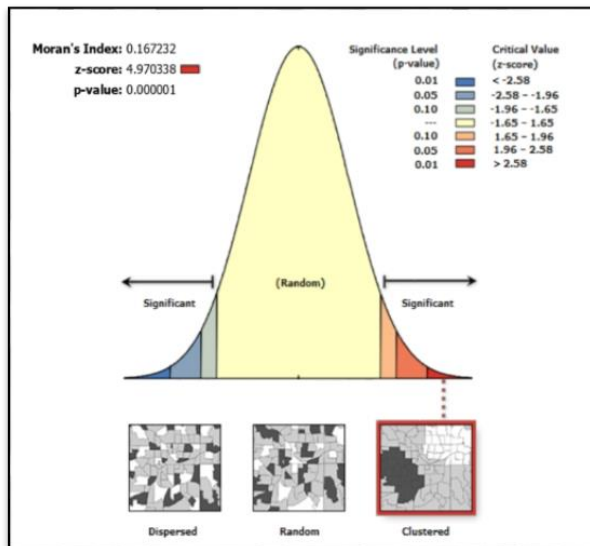 Moran's Index: 0.167232
z-score: 4.970338
p-value: 0.000001
Significance Level
(p-value)
Critical Value
(z-score)
0.01 < -2.58
0.05 -2.58 – -1.96
0.10 -1.96 – -1.65
--- -1.65 – 1.65
0.10 1.65 – 1.96
0.05 1.96 – 2.58
0.01 > 2.58
Significant
(Random)
Significant
Dispersed
Random
Clustered